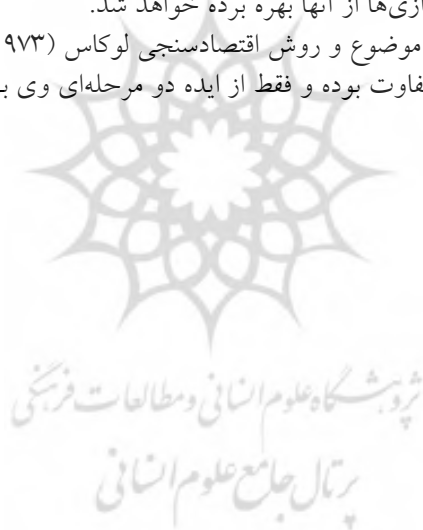 ازی‌ها از آنها بهره برده خواهد شد.
موضوع و روش اقتصادسنجی لوکاس (۹۷۳
فاوت بوده و فقط از ایده دو مرحله‌ای وی ب
پژوهشگاه علوم انسانی و مطالعات فرهنگی
پرتال جامع علوم انسانی